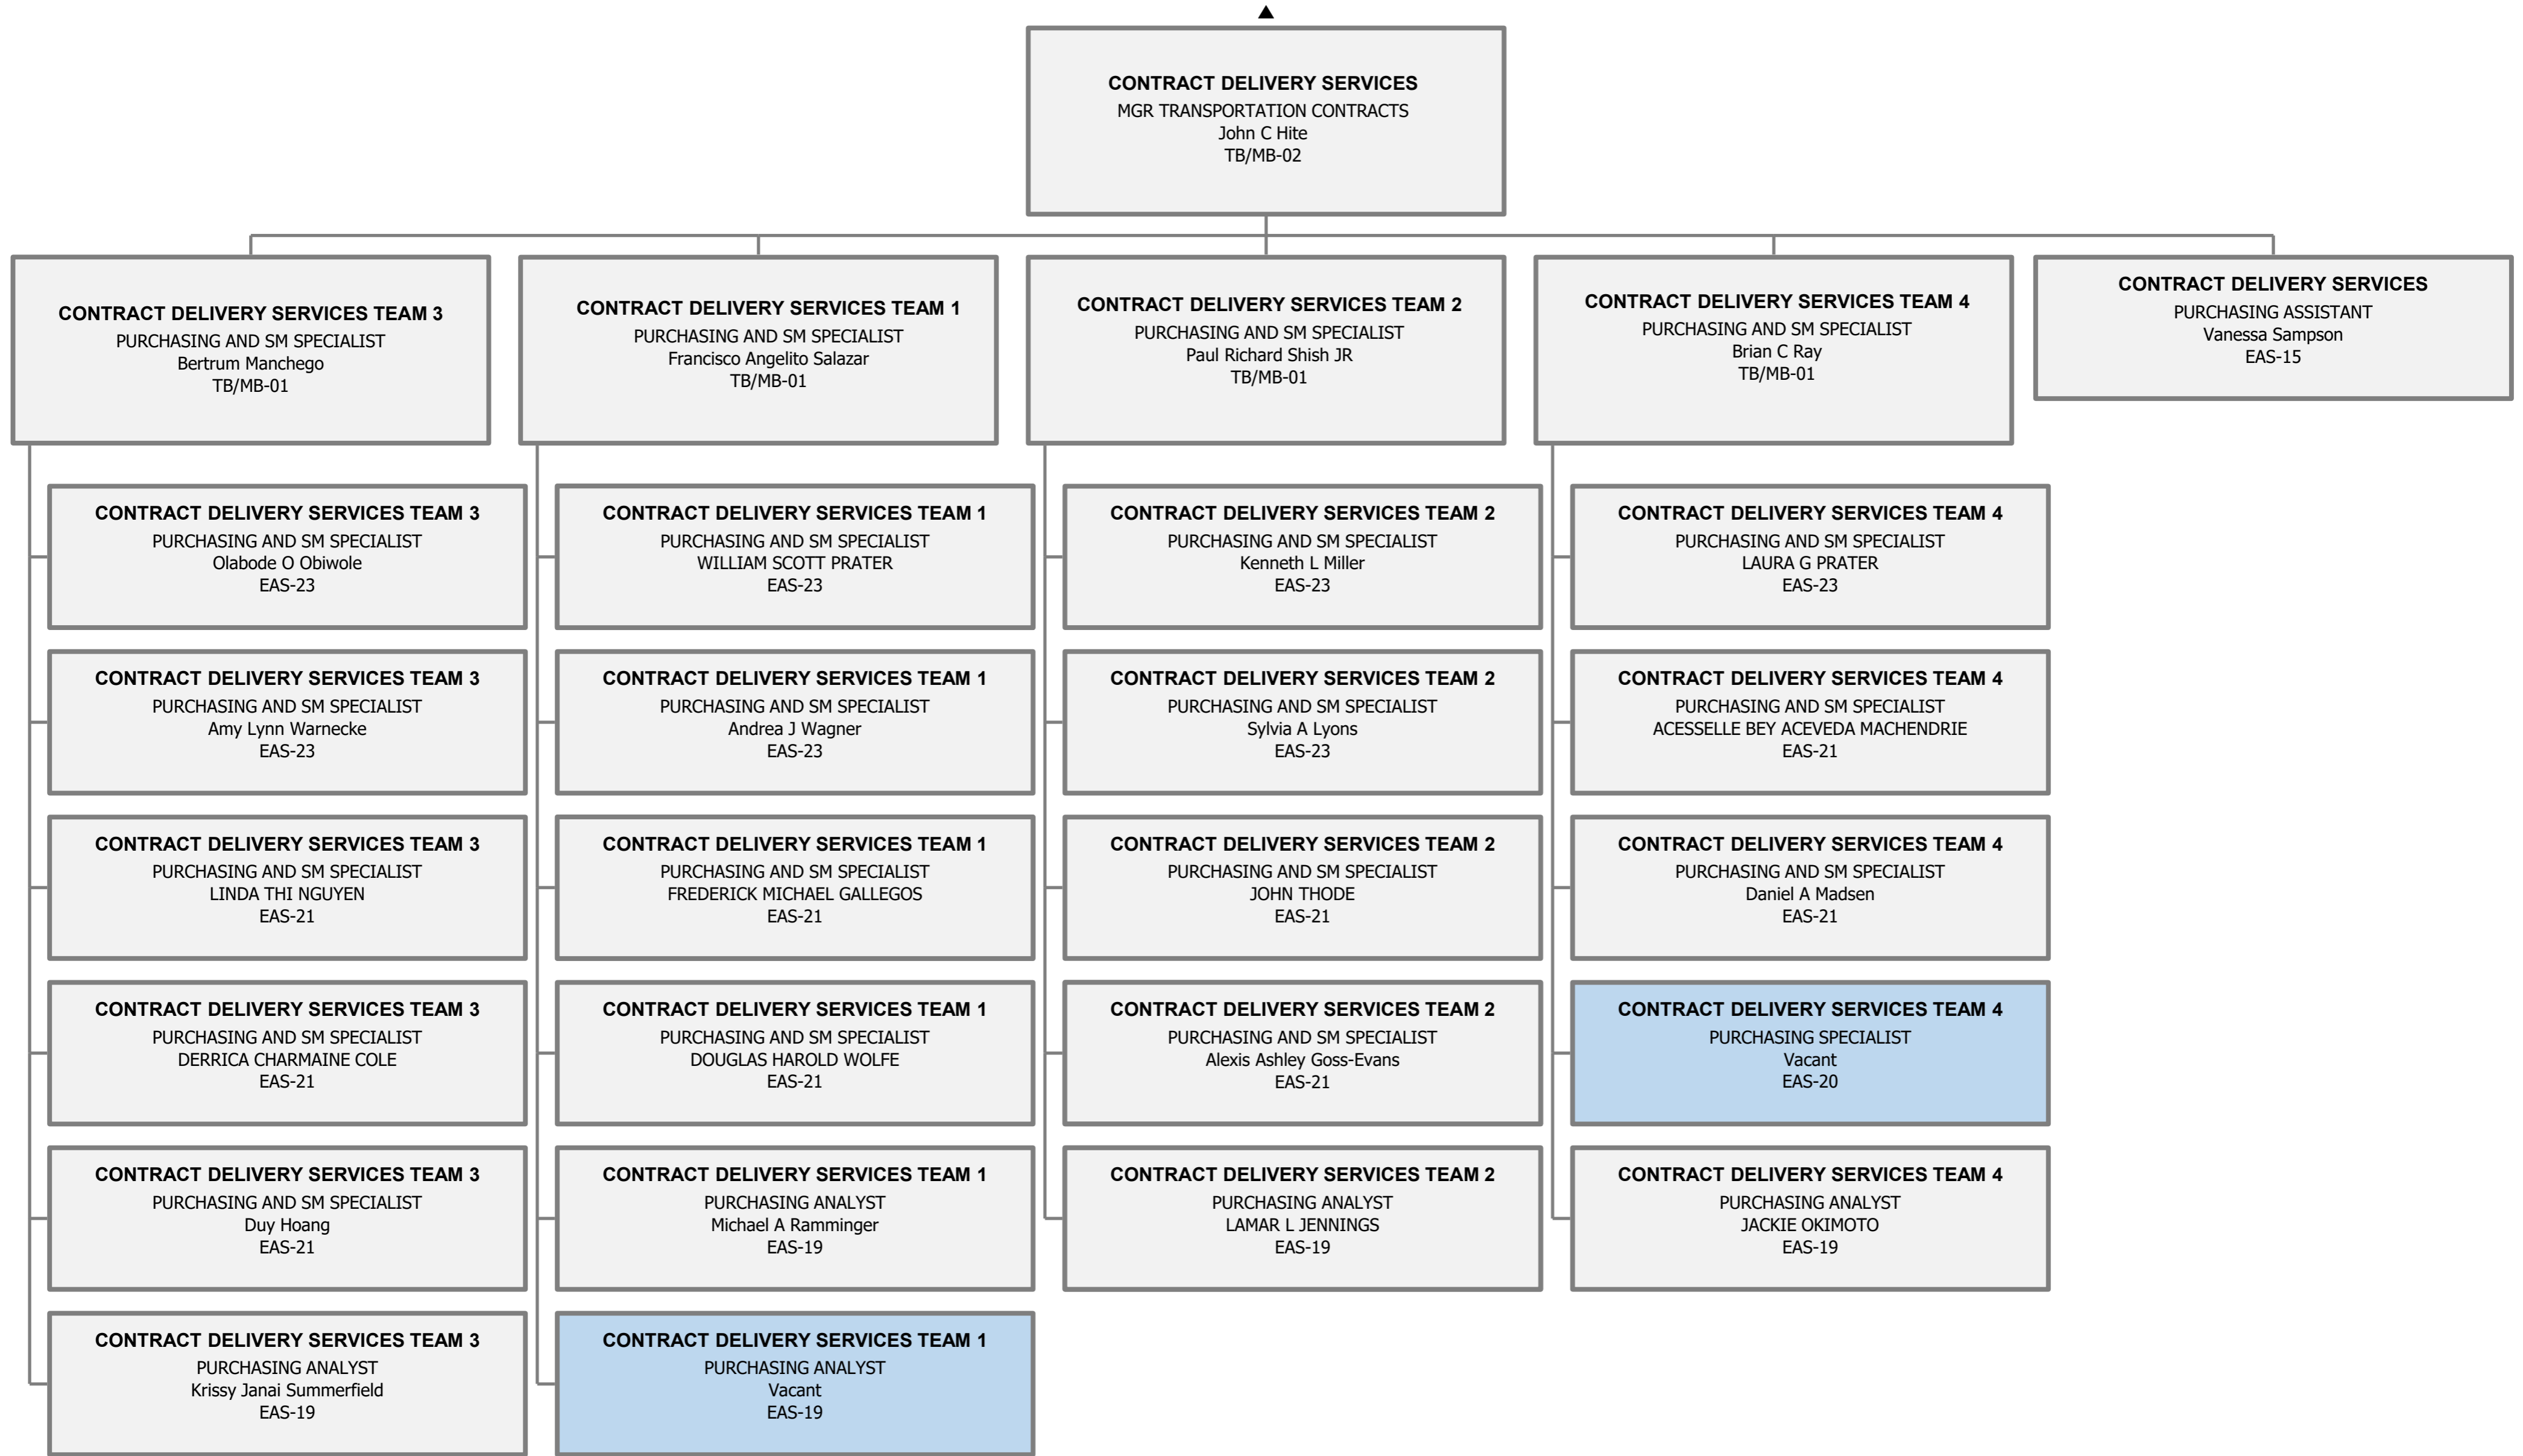 CONTRACT DELIVERY SERVICES
MGR TRANSPORTATION CONTRACTS
John C Hite
TB/MB-02
CONTRACT DELIVERY SERVICES TEAM 3
PURCHASING AND SM SPECIALIST
Bertrum Manchego
TB/MB-01
CONTRACT DELIVERY SERVICES TEAM 1
PURCHASING AND SM SPECIALIST
Francisco Angelito Salazar
TB/MB-01
CONTRACT DELIVERY SERVICES TEAM 2
PURCHASING AND SM SPECIALIST
Paul Richard Shish JR
TB/MB-01
CONTRACT DELIVERY SERVICES TEAM 4
PURCHASING AND SM SPECIALIST
Brian C Ray
TB/MB-01
CONTRACT DELIVERY SERVICES
PURCHASING ASSISTANT
Vanessa Sampson
EAS-15
CONTRACT DELIVERY SERVICES TEAM 3
PURCHASING AND SM SPECIALIST
Olabode O Obiwole
EAS-23
CONTRACT DELIVERY SERVICES TEAM 1
PURCHASING AND SM SPECIALIST
WILLIAM SCOTT PRATER
EAS-23
CONTRACT DELIVERY SERVICES TEAM 2
PURCHASING AND SM SPECIALIST
Kenneth L Miller
EAS-23
CONTRACT DELIVERY SERVICES TEAM 4
PURCHASING AND SM SPECIALIST
LAURA G PRATER
EAS-23
CONTRACT DELIVERY SERVICES TEAM 3
PURCHASING AND SM SPECIALIST
Amy Lynn Warnecke
EAS-23
CONTRACT DELIVERY SERVICES TEAM 1
PURCHASING AND SM SPECIALIST
Andrea J Wagner
EAS-23
CONTRACT DELIVERY SERVICES TEAM 2
PURCHASING AND SM SPECIALIST
Sylvia A Lyons
EAS-23
CONTRACT DELIVERY SERVICES TEAM 4
PURCHASING AND SM SPECIALIST
ACESSELLE BEY ACEVEDA MACHENDRIE
EAS-21
CONTRACT DELIVERY SERVICES TEAM 3
PURCHASING AND SM SPECIALIST
LINDA THI NGUYEN
EAS-21
CONTRACT DELIVERY SERVICES TEAM 1
PURCHASING AND SM SPECIALIST
FREDERICK MICHAEL GALLEGOS
EAS-21
CONTRACT DELIVERY SERVICES TEAM 2
PURCHASING AND SM SPECIALIST
JOHN THODE
EAS-21
CONTRACT DELIVERY SERVICES TEAM 4
PURCHASING AND SM SPECIALIST
Daniel A Madsen
EAS-21
CONTRACT DELIVERY SERVICES TEAM 3
PURCHASING AND SM SPECIALIST
DERRICA CHARMAINE COLE
EAS-21
CONTRACT DELIVERY SERVICES TEAM 1
PURCHASING AND SM SPECIALIST
DOUGLAS HAROLD WOLFE
EAS-21
CONTRACT DELIVERY SERVICES TEAM 2
PURCHASING AND SM SPECIALIST
Alexis Ashley Goss-Evans
EAS-21
CONTRACT DELIVERY SERVICES TEAM 4
PURCHASING SPECIALIST
Vacant
EAS-20
CONTRACT DELIVERY SERVICES TEAM 3
PURCHASING AND SM SPECIALIST
Duy Hoang
EAS-21
CONTRACT DELIVERY SERVICES TEAM 1
PURCHASING ANALYST
Michael A Ramminger
EAS-19
CONTRACT DELIVERY SERVICES TEAM 2
PURCHASING ANALYST
LAMAR L JENNINGS
EAS-19
CONTRACT DELIVERY SERVICES TEAM 4
PURCHASING ANALYST
JACKIE OKIMOTO
EAS-19
CONTRACT DELIVERY SERVICES TEAM 3
PURCHASING ANALYST
Krissy Janai Summerfield
EAS-19
CONTRACT DELIVERY SERVICES TEAM 1
PURCHASING ANALYST
Vacant
EAS-19